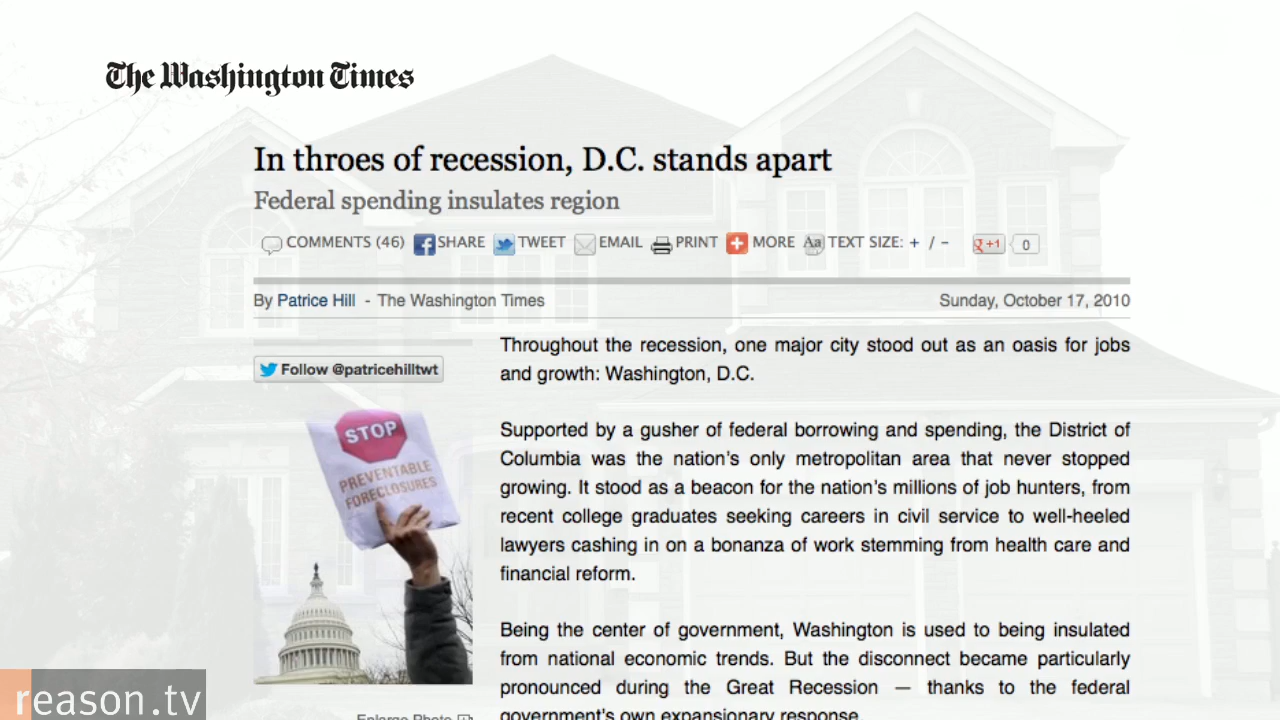 The Washington Times
In throes of recession, D.C. stands apart
Federal spending insulates region
COMMENTS (46) SHARE TWEET EMAIL PRINT + MORE Aa TEXT SIZE: + / – g +1 0
By Patrice Hill - The Washington Times Sunday, October 17, 2010
Follow @patricehilltwt
STOP
PREVENTABLE
FORECLOSURES
Enlarge Photo
Throughout the recession, one major city stood out as an oasis for jobs
and growth: Washington, D.C.
Supported by a gusher of federal borrowing and spending, the District of
Columbia was the nation's only metropolitan area that never stopped
growing. It stood as a beacon for the nation's millions of job hunters, from
recent college graduates seeking careers in civil service to well-heeled
lawyers cashing in on a bonanza of work stemming from health care and
financial reform.
Being the center of government, Washington is used to being insulated
from national economic trends. But the disconnect became particularly
pronounced during the Great Recession — thanks to the federal
government's own expansionary response.
reason.tv